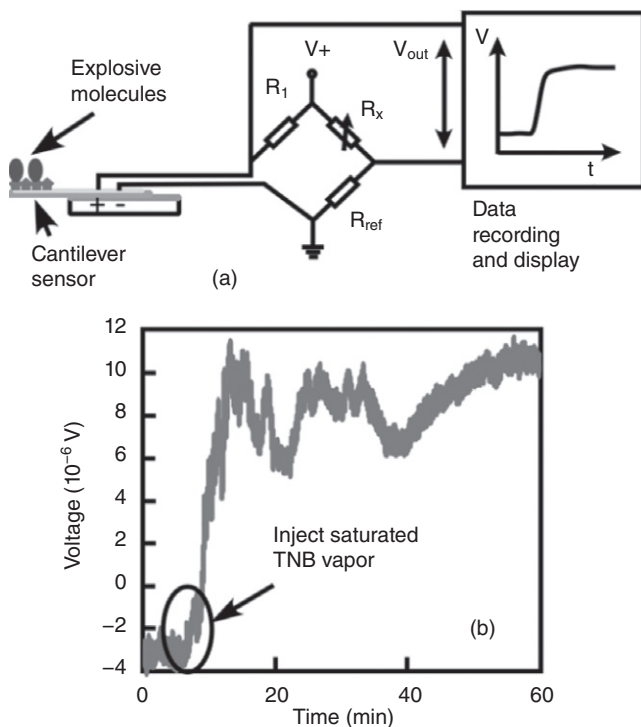 Explosive
molecules
Cantilever
sensor
+ -
V+
R1
Rx
Rref
Vout
V
t
Data
recording
and display
(a)
12
10
8
6
4
2
0
−2
−4
Voltage (10−6 V)
Inject saturated
TNB vapor
(b)
0 20 40 60
Time (min)